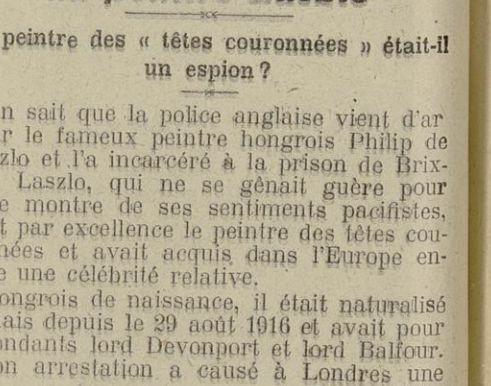 peintre des « têtes couronnées » était-il
un espion ?
n sait que la police anglaise vient d'ar
r le fameux peintre hongrois Philip de
zlo et l'a incarcéré à la prison de Brix-
Laszlo, qui ne se gênait guère pour
e montre de ses sentiments pacifistes,
t par excellence le peintre des têtes cou-
nées et avait acquis dans l'Europe en-
e une célébrité relative.
ongrois de naissance, il était naturalisé
lais depuis le 29 août 1916 et avait pour
ondants lord Devonport et lord Balfour.
on arrestation a causé à Londres une